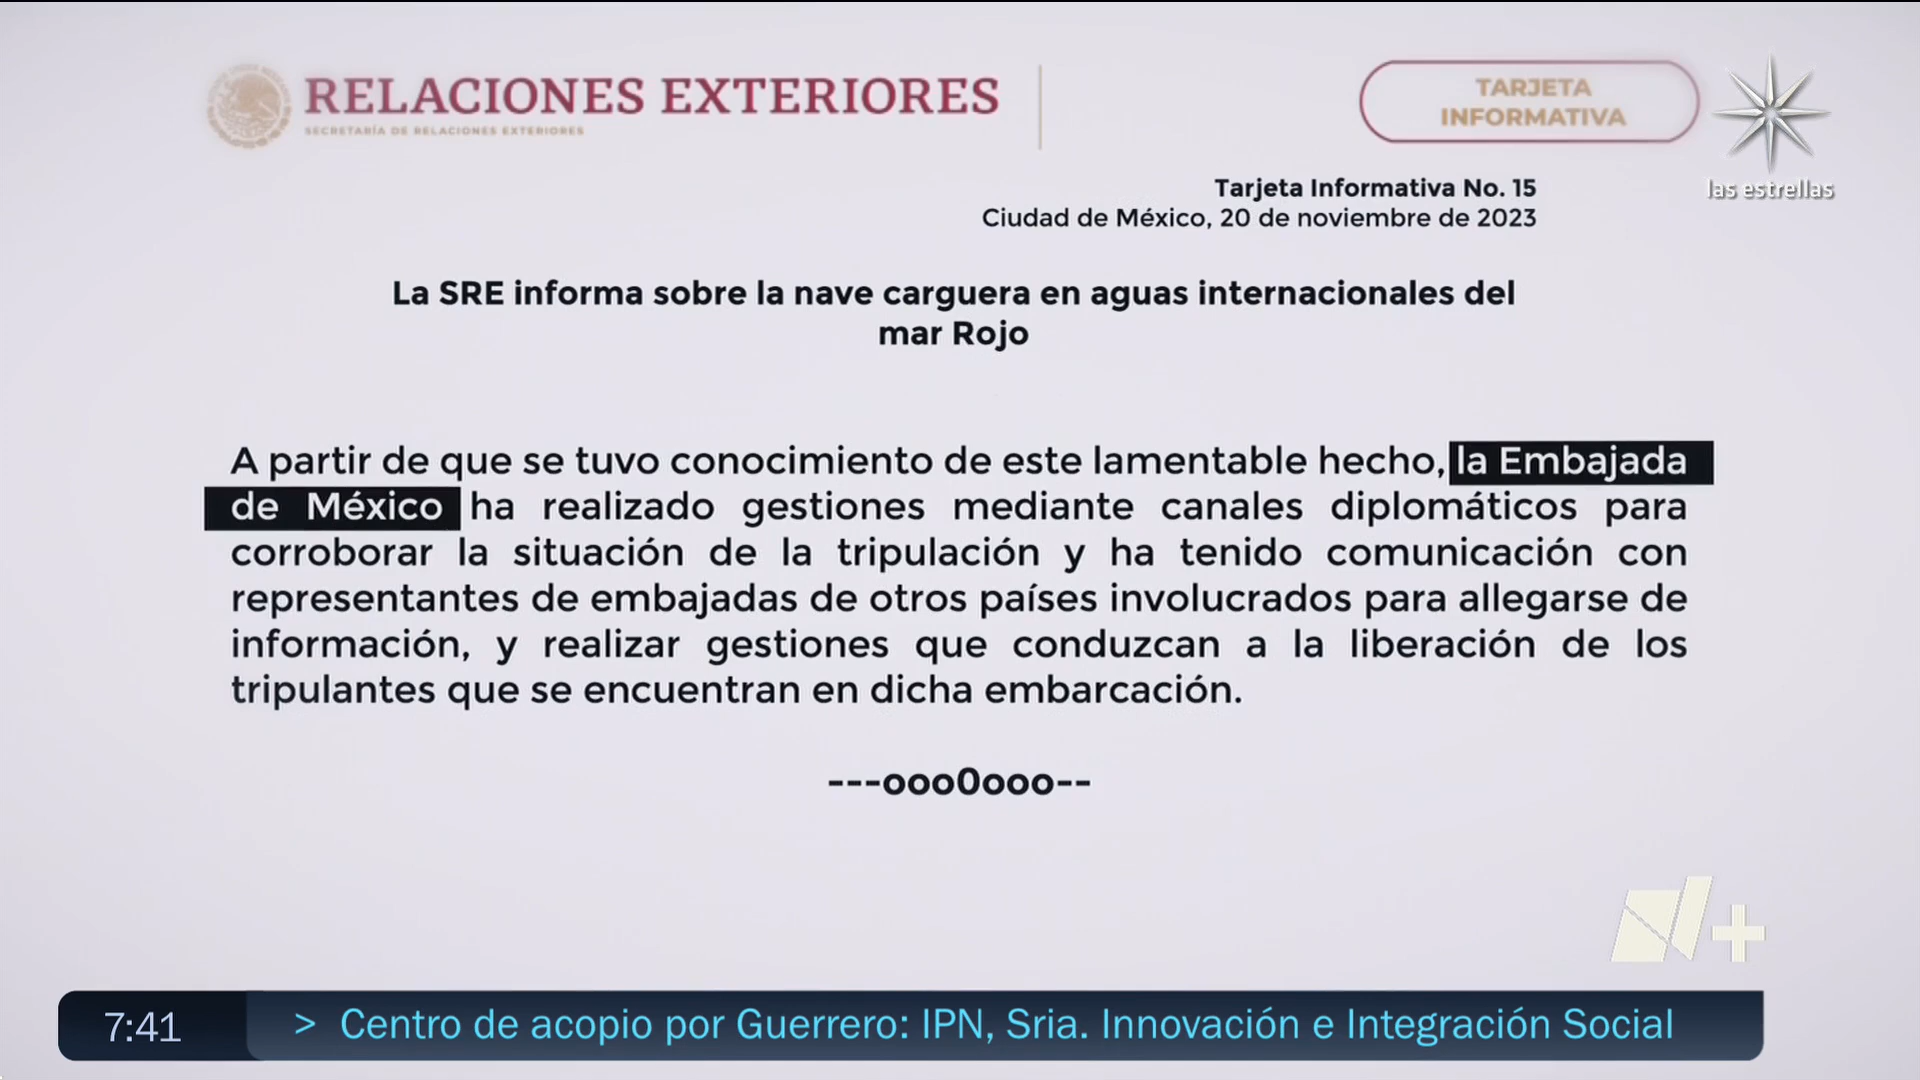 RELACIONES EXTERIORES
SECRETARÍA DE RELACIONES EXTERIORES
TARJETA
INFORMATIVA
las estrellas
Tarjeta Informativa No. 15
Ciudad de México, 20 de noviembre de 2023
La SRE informa sobre la nave carguera en aguas internacionales del
mar Rojo
A partir de que se tuvo conocimiento de este lamentable hecho, la Embajada
de México ha realizado gestiones mediante canales diplomáticos para
corroborar la situación de la tripulación y ha tenido comunicación con
representantes de embajadas de otros países involucrados para allegarse de
información, y realizar gestiones que conduzcan a la liberación de los
tripulantes que se encuentran en dicha embarcación.
---ooo0ooo--
N+
7:41 > Centro de acopio por Guerrero: IPN, Sria. Innovación e Integración Social